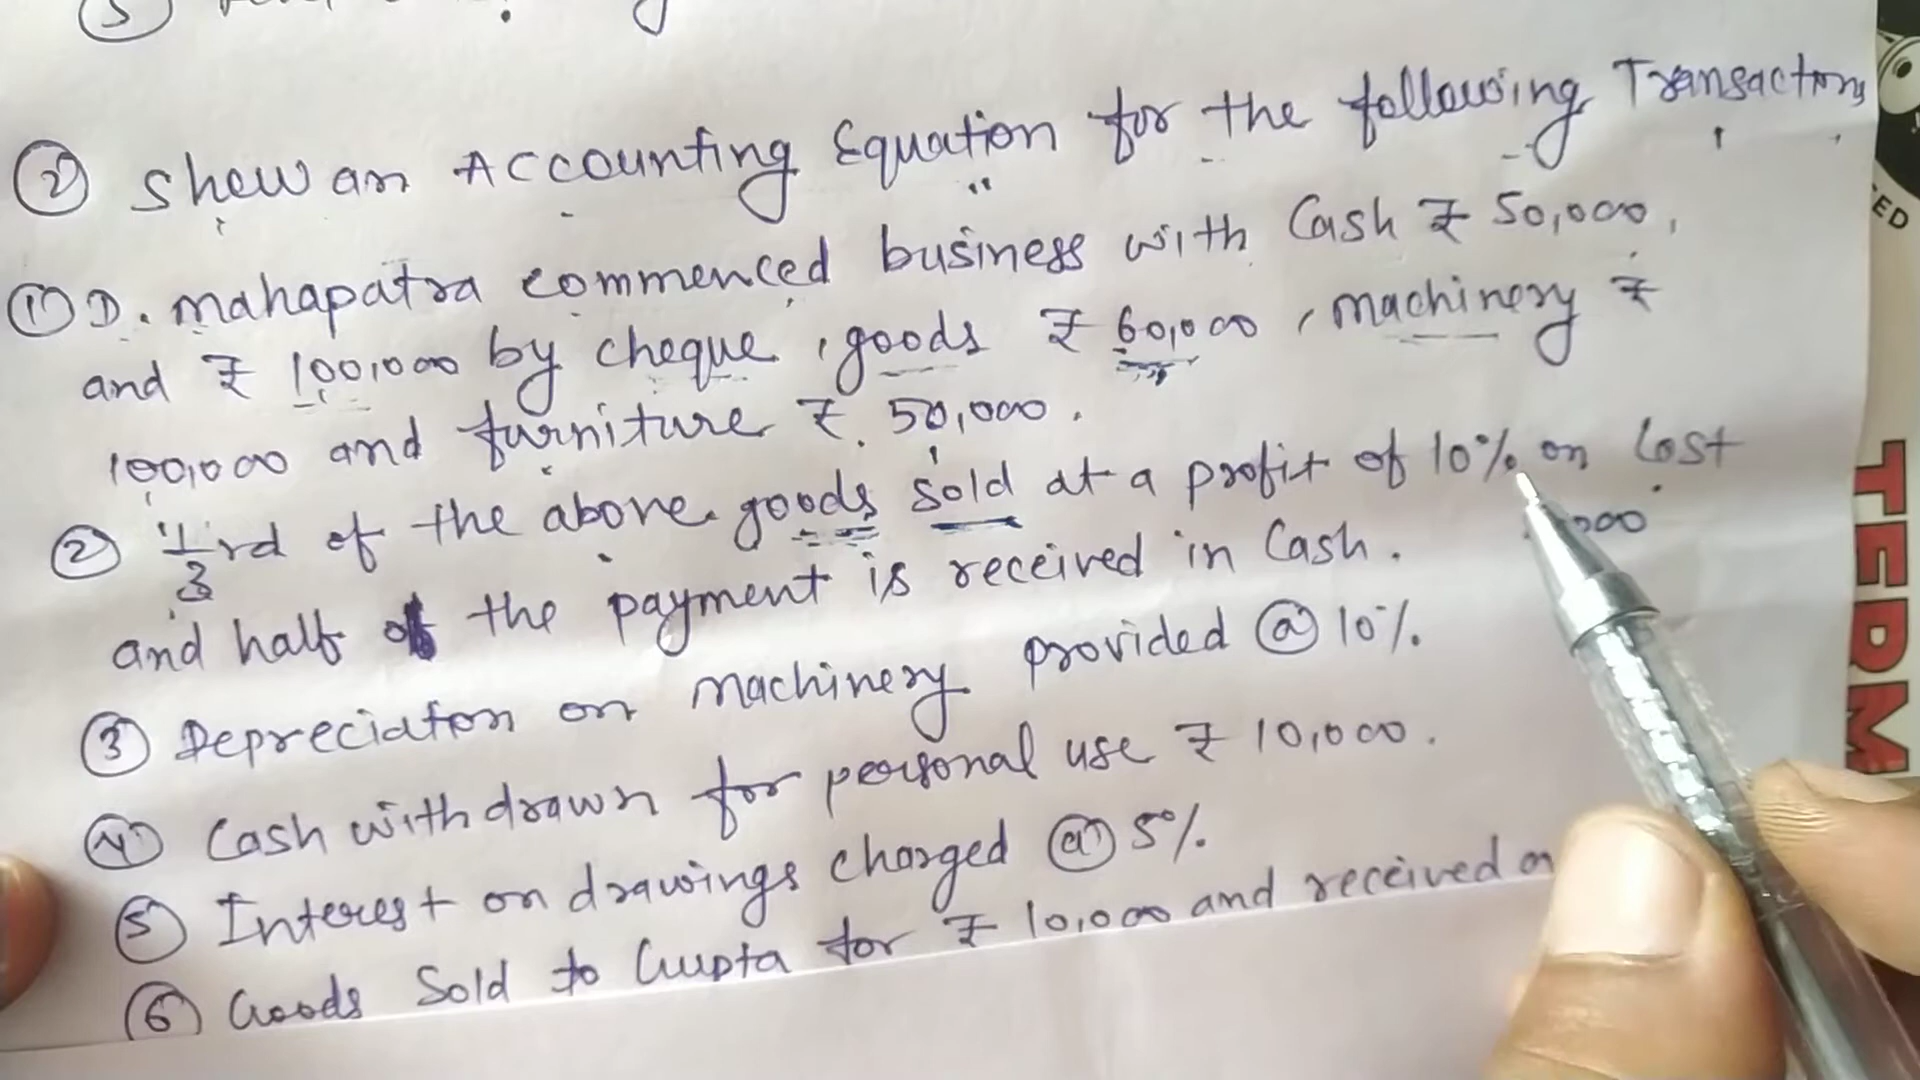 ② Show an Accounting Equation for the following Transactions
① D. Mahapatra commenced business with Cash ₹ 50,000,
and ₹ 100,000 by cheque, goods ₹ 60,000, machinery ₹
100,000 and furniture ₹. 50,000.
② 1/3rd of the above goods sold at a profit of 10% on Cost
000
and half of the payment is received in Cash.
③ Depreciation on machinery provided @ 10%.
④ Cash withdrawn for personal use ₹ 10,000.
⑤ Interest on drawings charged @ 5%.
⑥ Goods Sold to Gupta for ₹ 10,000 and received
ED
TERM